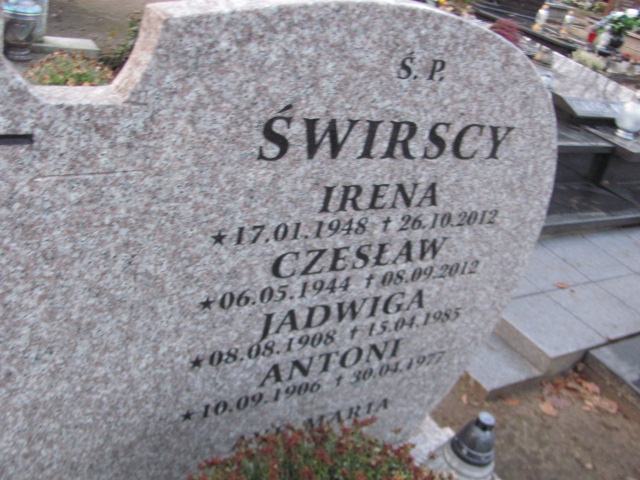 Ś. P.
ŚWIRSCY
IRENA
★17.01.1948 † 26.10.2012
CZESŁAW
★06.05.1944 † 08.09.2012
JADWIGA
★08.08.1908 † 15.04.1985
ANTONI
★10.09.1906 † 30.04.1977
MARIA